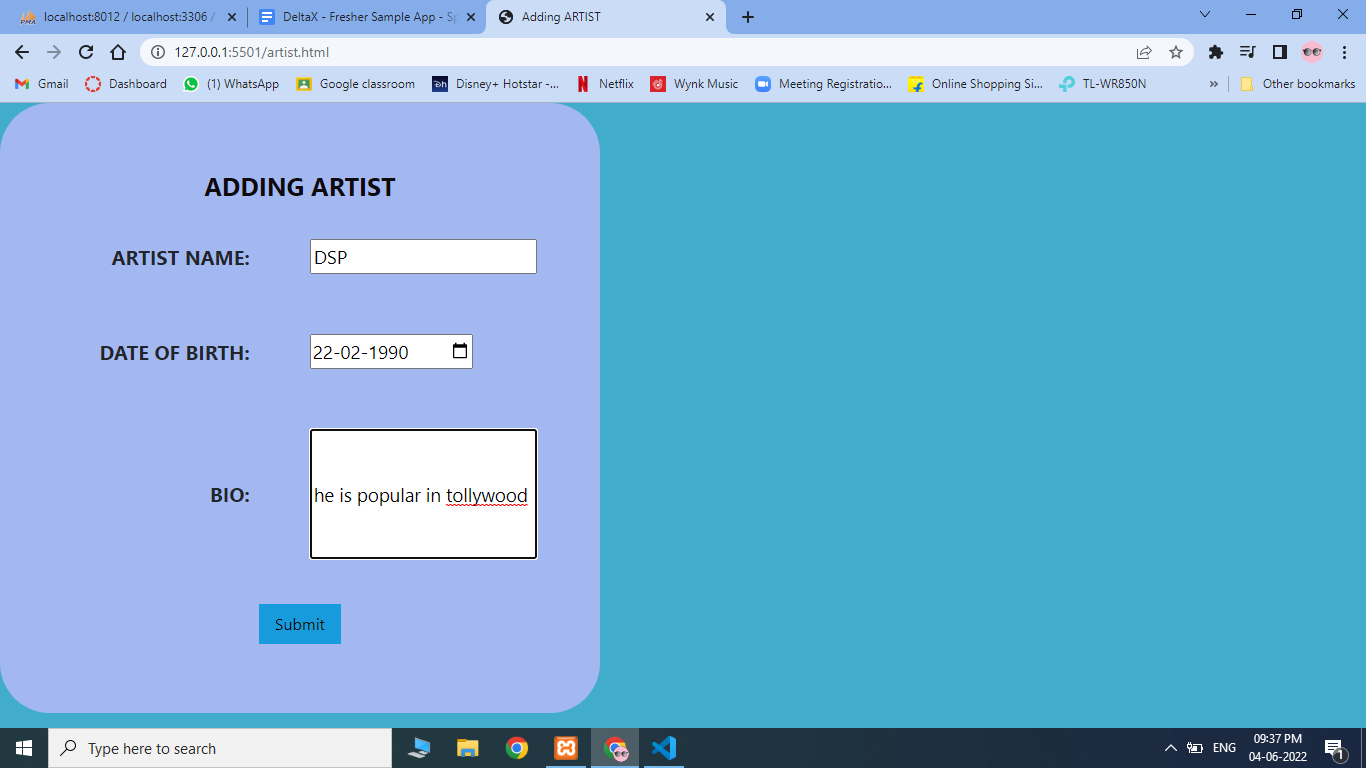 localhost:8012 / localhost:3306 /
DeltaX - Fresher Sample App - Sp
Adding ARTIST
127.0.0.1:5501/artist.html
Gmail
Dashboard
(1) WhatsApp
Google classroom
Disney+ Hotstar -...
Netflix
Wynk Music
Meeting Registratio...
Online Shopping Si...
TL-WR850N
»
Other bookmarks
ADDING ARTIST
ARTIST NAME:
DSP
DATE OF BIRTH:
22-02-1990
BIO:
he is popular in tollywood
Submit
Type here to search
ENG
09:37 PM
04-06-2022
1